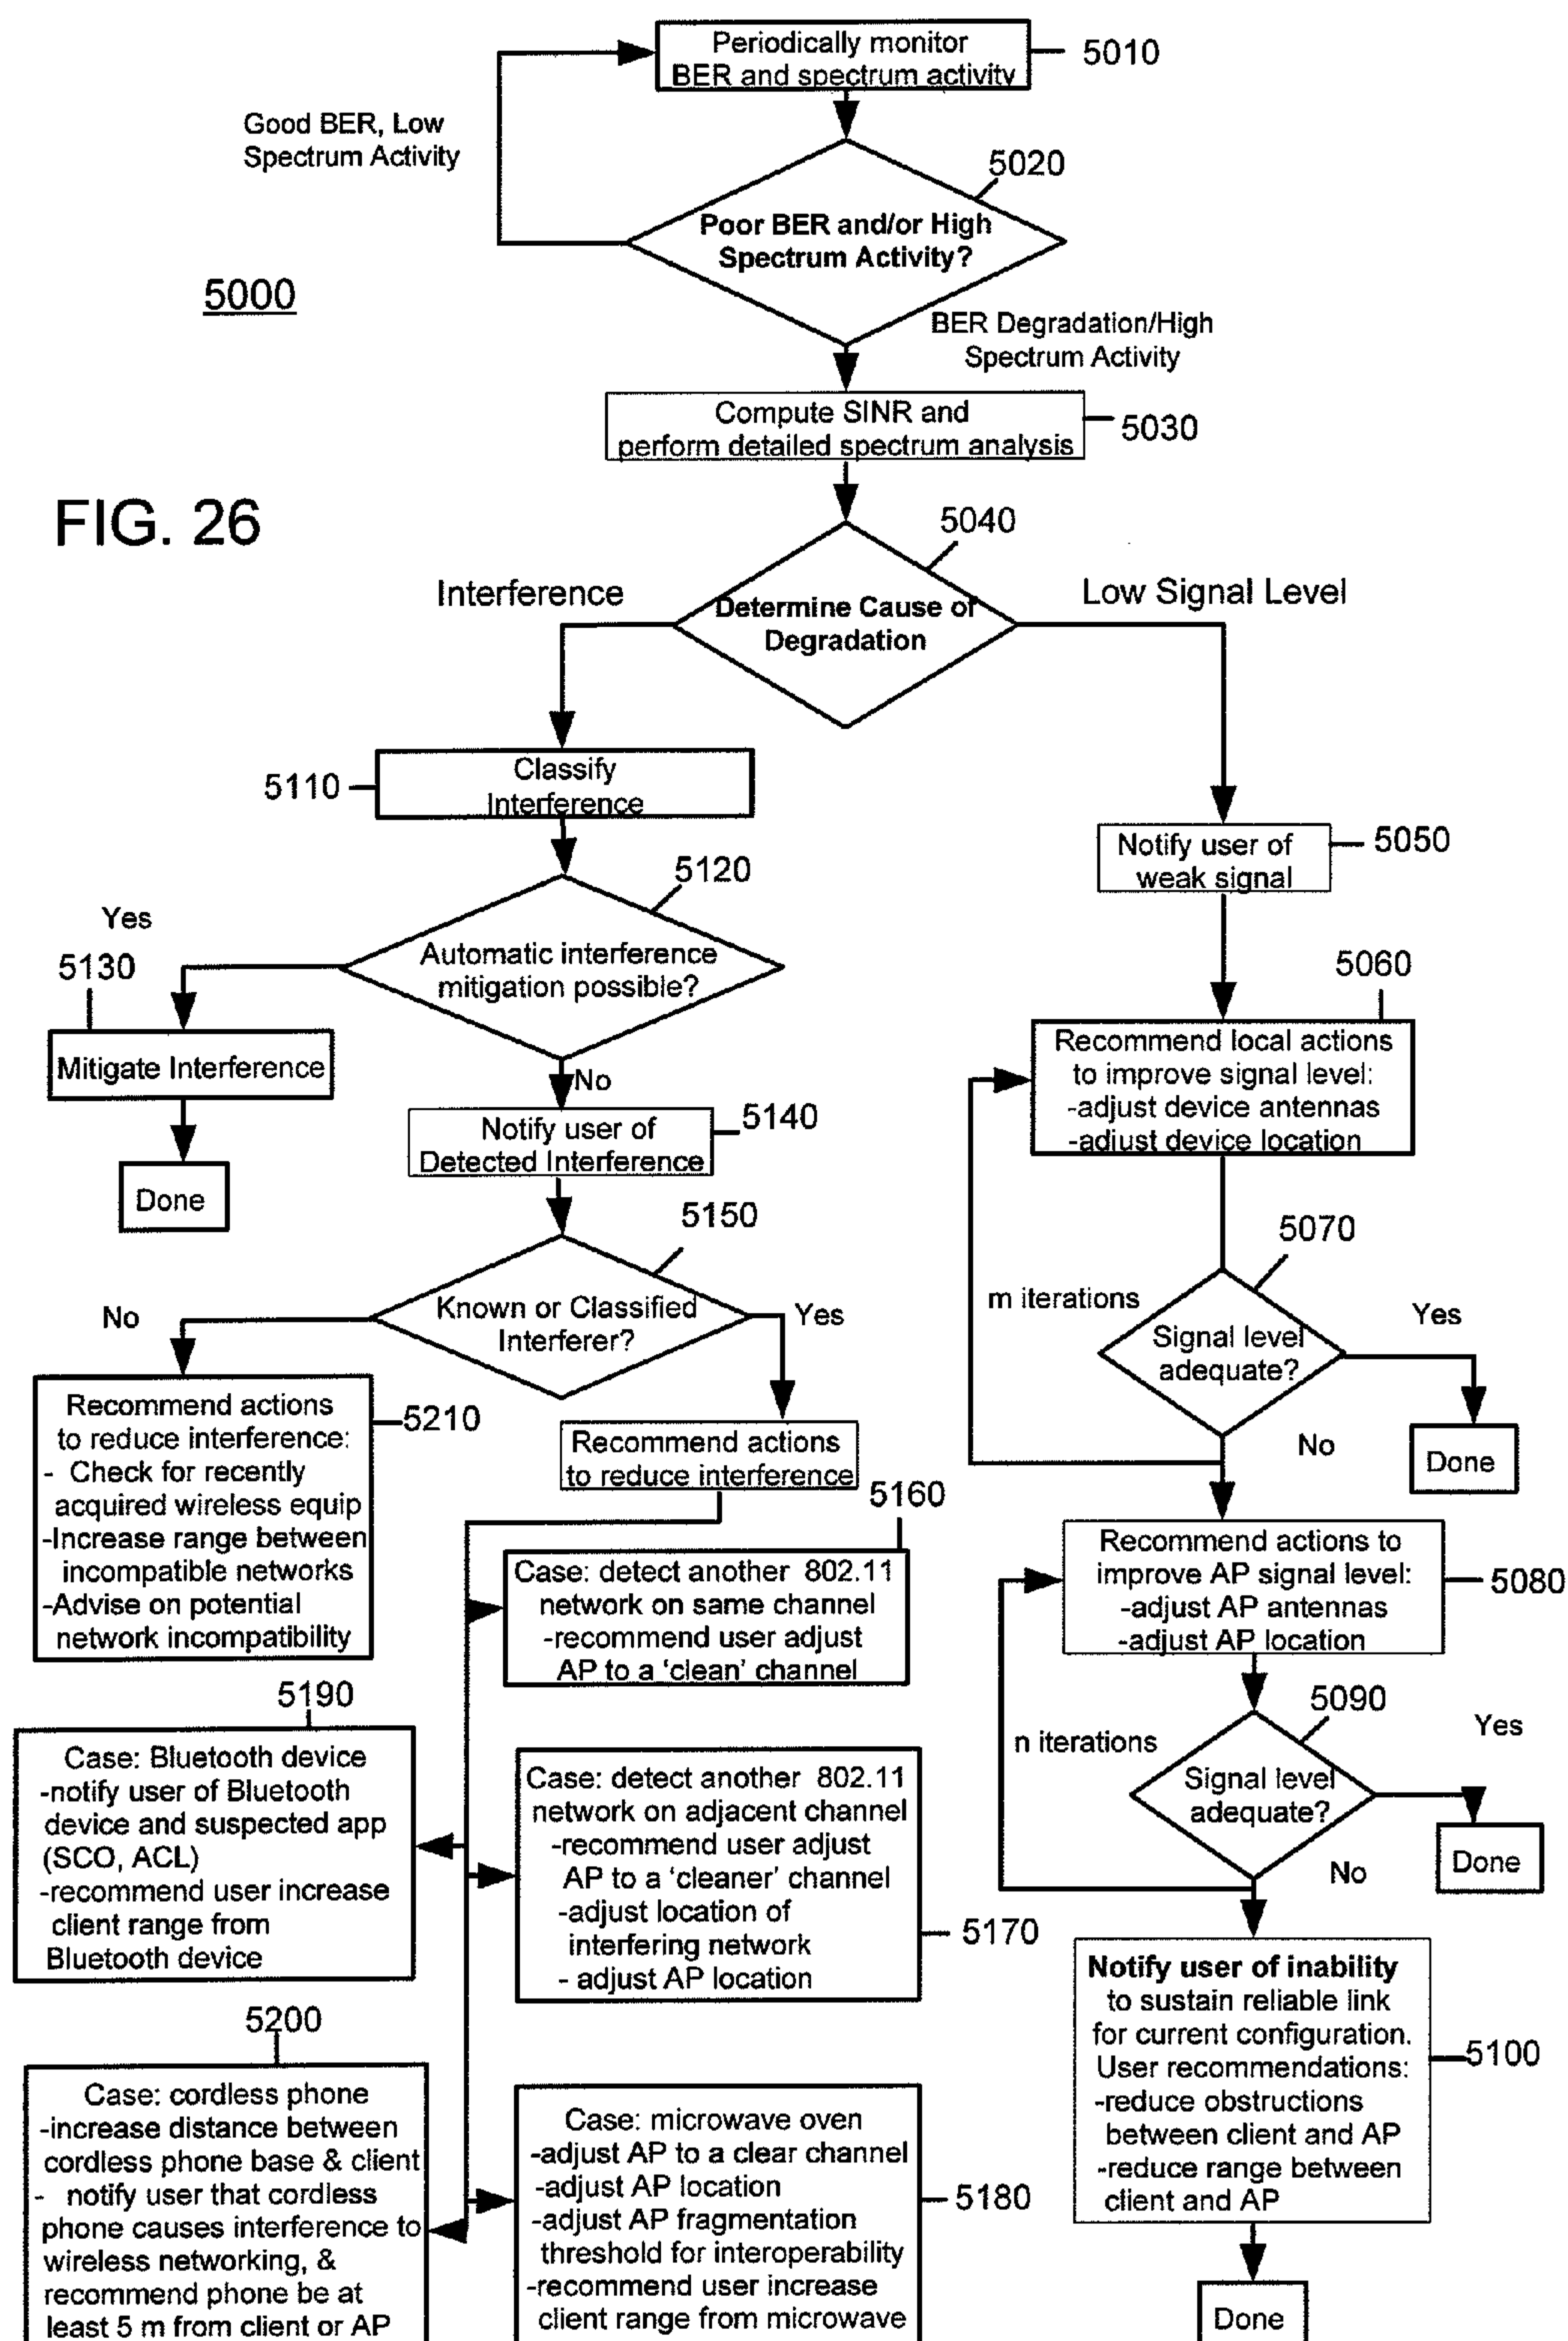 Periodically monitor
BER and spectrum activity
5010
Good BER, Low
Spectrum Activity
5020
Poor BER and/or High
Spectrum Activity?
5000
BER Degradation/High
Spectrum Activity
Compute SINR and
perform detailed spectrum analysis
5030
FIG. 26
5040
Interference
Determine Cause of
Degradation
Low Signal Level
5110
Classify
Interference
5050
Notify user of
weak signal
5120
Yes
5130
Automatic interference
mitigation possible?
Mitigate Interference
No
Done
5140
Notify user of
Detected Interference
5060
Recommend local actions
to improve signal level:
-adjust device antennas
-adjust device location
5150
Known or Classified
Interferer?
No
Yes
5070
m iterations
Signal level
adequate?
Yes
No
Done
Recommend actions
to reduce interference:
- Check for recently
acquired wireless equip
-Increase range between
incompatible networks
-Advise on potential
network incompatibility
5210
Recommend actions
to reduce interference
5160
Case: detect another 802.11
network on same channel
-recommend user adjust
AP to a 'clean' channel
Recommend actions to
improve AP signal level:
-adjust AP antennas
-adjust AP location
5080
5190
Case: Bluetooth device
-notify user of Bluetooth
device and suspected app
(SCO, ACL)
-recommend user increase
client range from
Bluetooth device
Case: detect another 802.11
network on adjacent channel
-recommend user adjust
AP to a 'cleaner' channel
-adjust location of
interfering network
- adjust AP location
5170
5090
n iterations
Signal level
adequate?
Yes
No
Done
5200
Case: cordless phone
-increase distance between
cordless phone base & client
- notify user that cordless
phone causes interference to
wireless networking, &
recommend phone be at
least 5 m from client or AP
Case: microwave oven
-adjust AP to a clear channel
-adjust AP location
-adjust AP fragmentation
threshold for interoperability
-recommend user increase
client range from microwave
5180
Notify user of inability
to sustain reliable link
for current configuration.
User recommendations:
-reduce obstructions
between client and AP
-reduce range between
client and AP
5100
Done